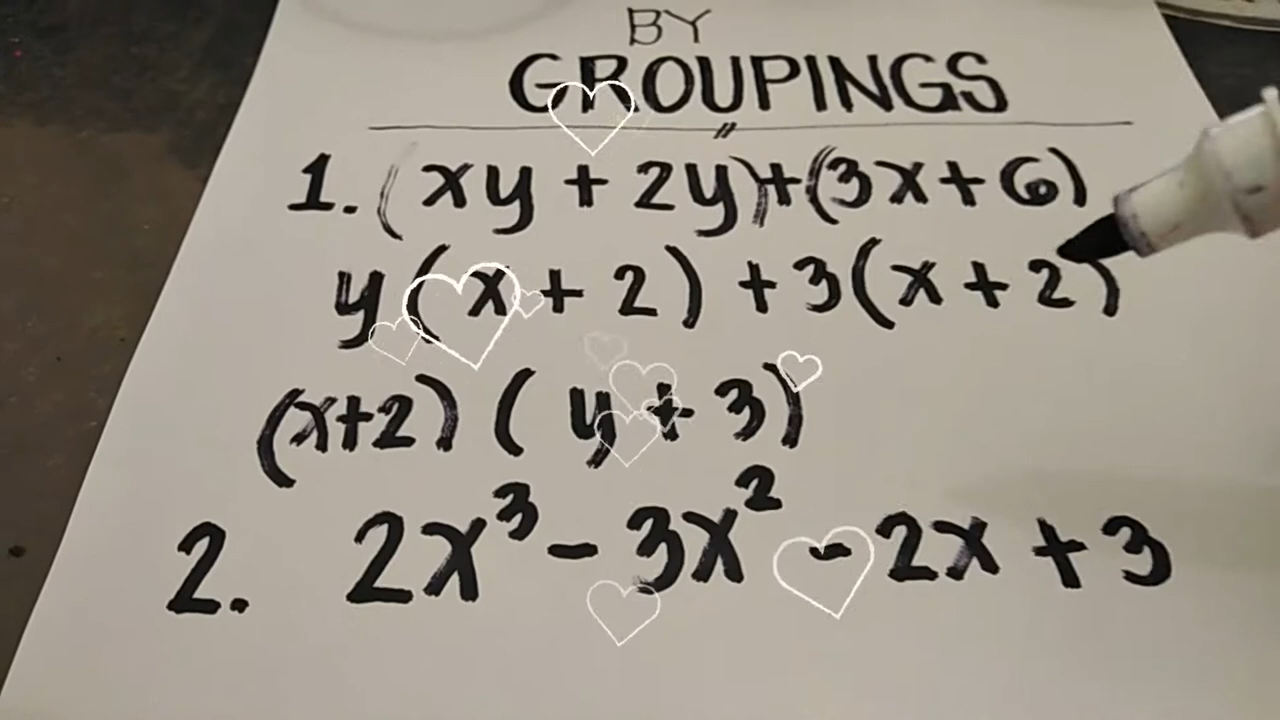 BY
GROUPINGS
1. (xy + 2y)+(3x+6)
y(x + 2) + 3(x + 2)
(x+2) ( y + 3)
2. 2x³ - 3x² - 2x + 3